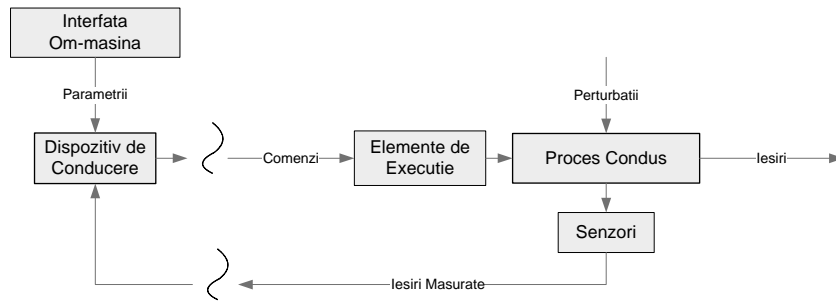 Interfata
Om-masina
Parametrii
Perturbatii
Dispozitiv de
Conducere
Comenzi
Elemente de
Executie
Proces Condus
Iesiri
Senzori
Iesiri Masurate